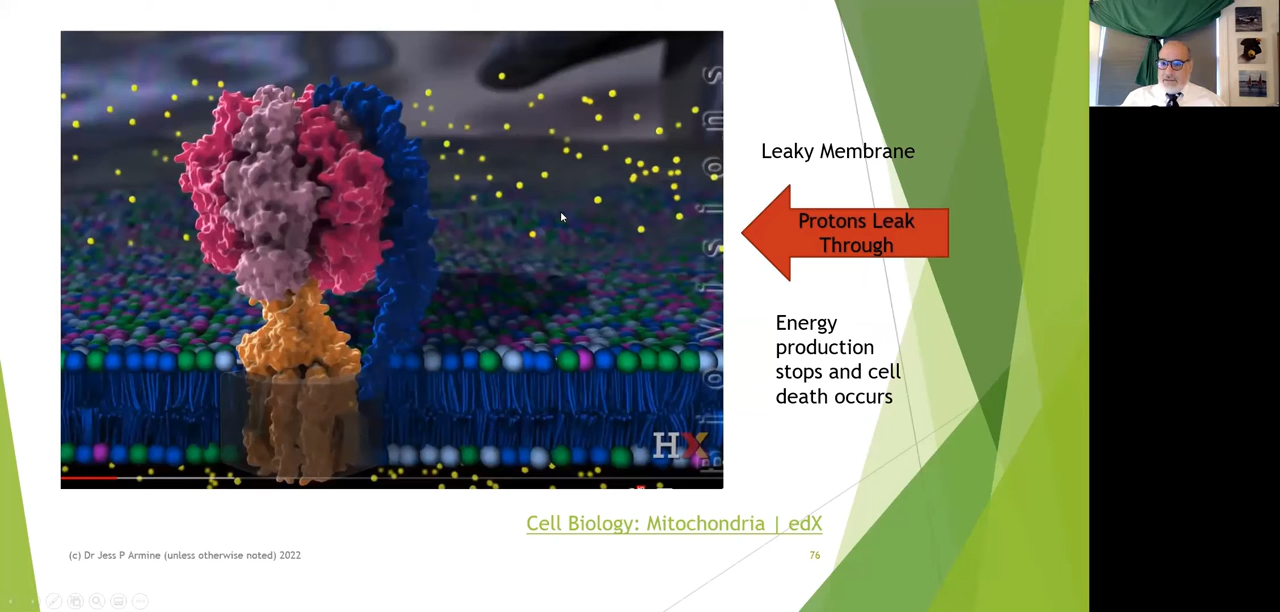 Leaky Membrane
Protons Leak
Through
Energy
production
stops and cell
death occurs
biovisions
HX
Cell Biology: Mitochondria | edX
(c) Dr Jess P Armine (unless otherwise noted) 2022
76